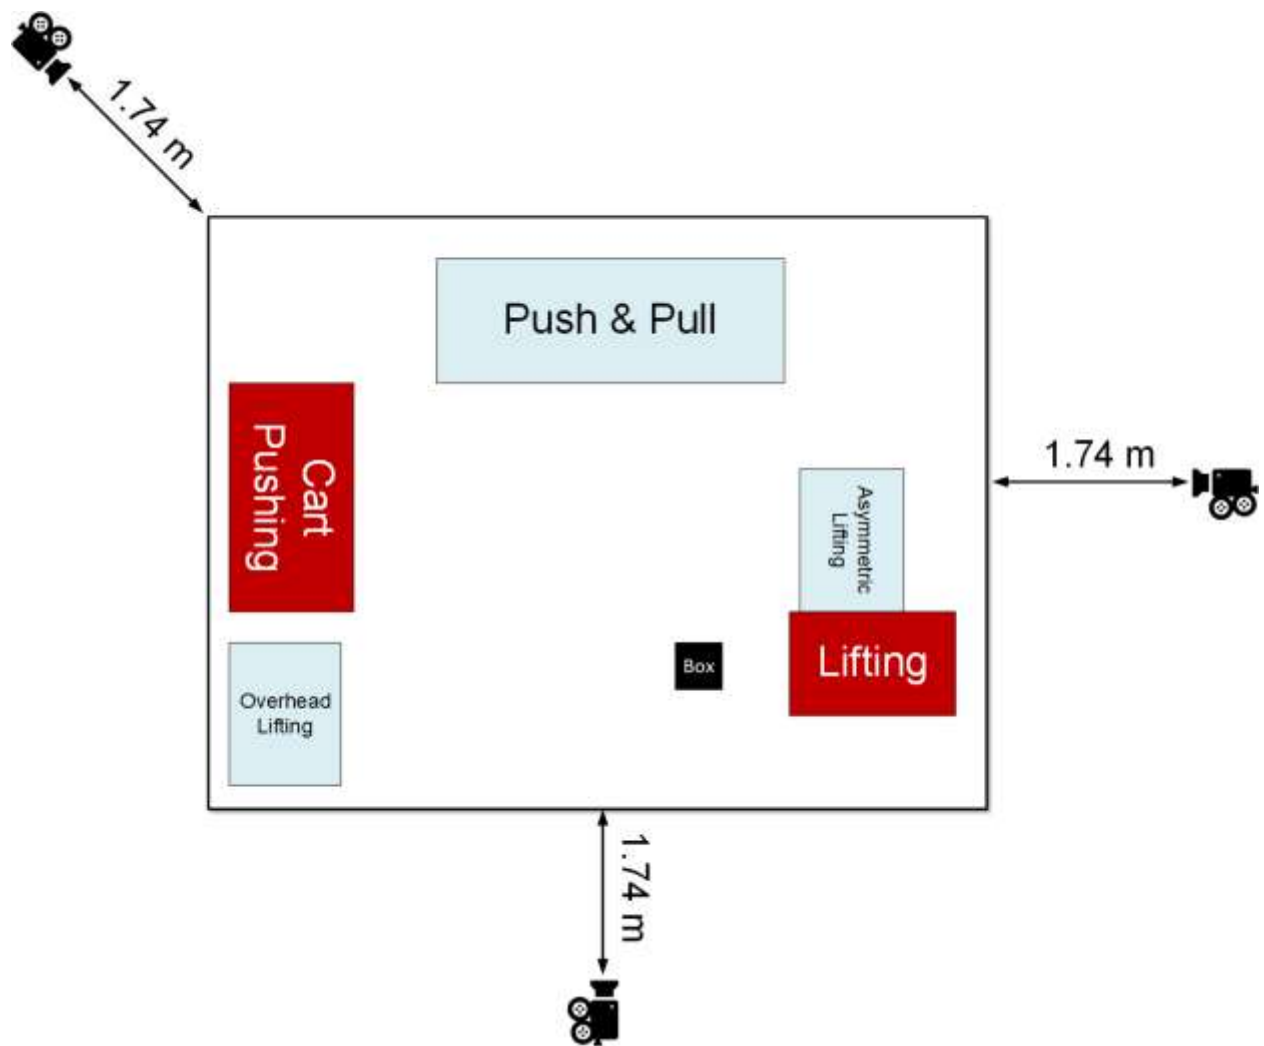 1.74 m
Push & Pull
Cart
Pushing
1.74 m
Asymmetric
Lifting
Box
Lifting
Overhead
Lifting
1.74 m